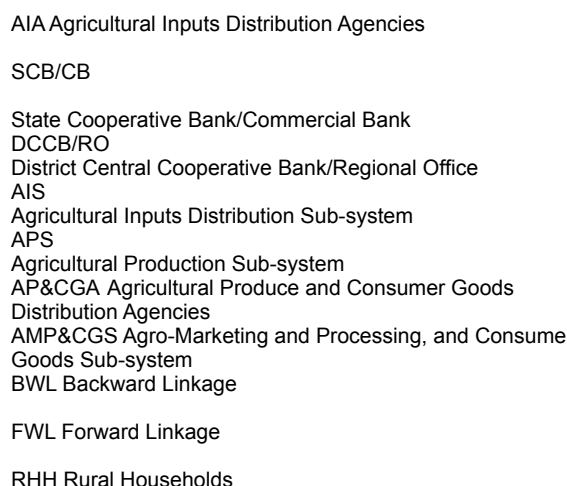 AIA Agricultural Inputs Distribution Agencies
SCB/CB
State Cooperative Bank/Commercial Bank
DCCB/RO
District Central Cooperative Bank/Regional Office
AIS
Agricultural Inputs Distribution Sub-system
APS
Agricultural Production Sub-system
AP&CGA Agricultural Produce and Consumer Goods
Distribution Agencies
AMP&CGS Agro-Marketing and Processing, and Consume
Goods Sub-system
BWL Backward Linkage
FWL Forward Linkage
RHH Rural Households